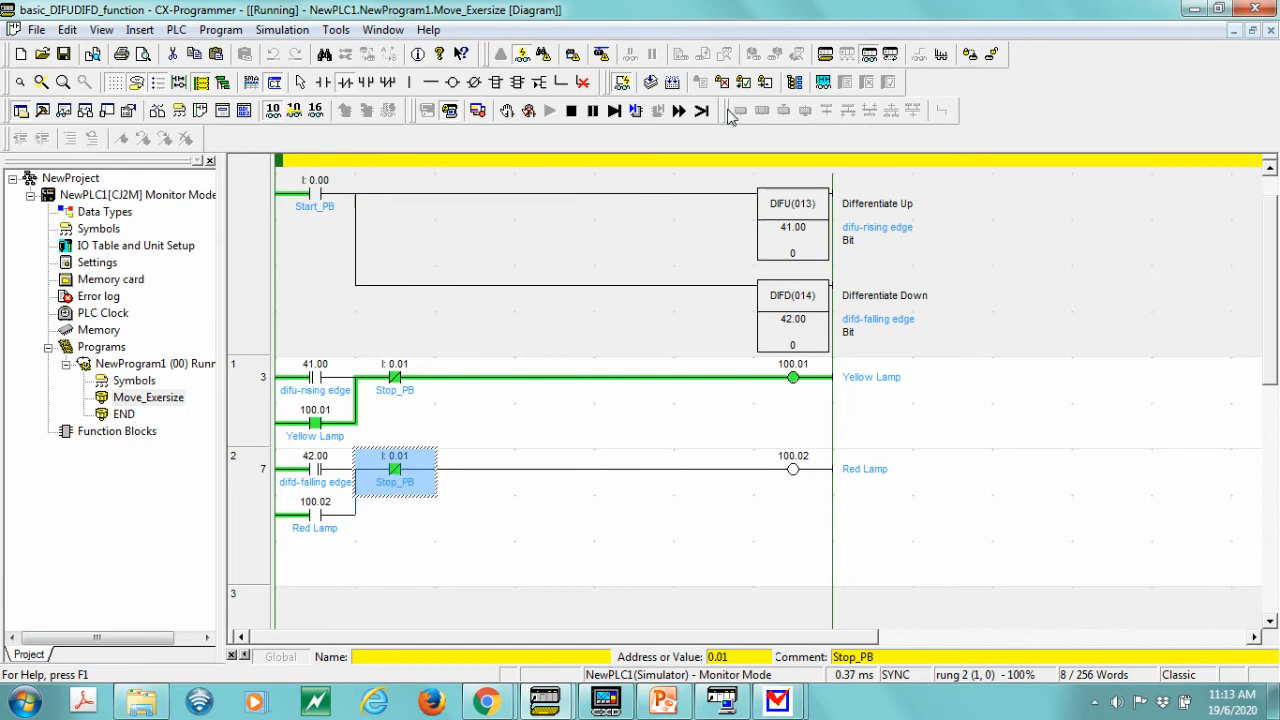 basic_DIFUDIFD_function - CX-Programmer - [[Running] - NewPLC1.NewProgram1.Move_Exersize [Diagram]]
File Edit View Insert PLC Program Simulation Tools Window Help
10 10 16
NewProject
NewPLC1[CJ2M] Monitor Mode
Data Types
Symbols
IO Table and Unit Setup
Settings
Memory card
Error log
PLC Clock
Memory
Programs
NewProgram1 (00) Runn
Symbols
Move_Exersize
END
Function Blocks
Project
I: 0.00
Start_PB
DIFU(013)
41.00
0
Differentiate Up
difu-rising edge
Bit
DIFD(014)
42.00
0
Differentiate Down
difd-falling edge
Bit
1
3
41.00
difu-rising edge
I: 0.01
Stop_PB
100.01
Yellow Lamp
100.01
Yellow Lamp
2
7
42.00
difd-falling edge
I: 0.01
Stop_PB
100.02
Red Lamp
100.02
Red Lamp
3
Global Name: Address or Value: 0.01 Comment: Stop_PB
For Help, press F1 NewPLC1(Simulator) - Monitor Mode 0.37 ms SYNC rung 2 (1, 0) - 100% 8 / 256 Words Classic
11:13 AM
19/6/2020